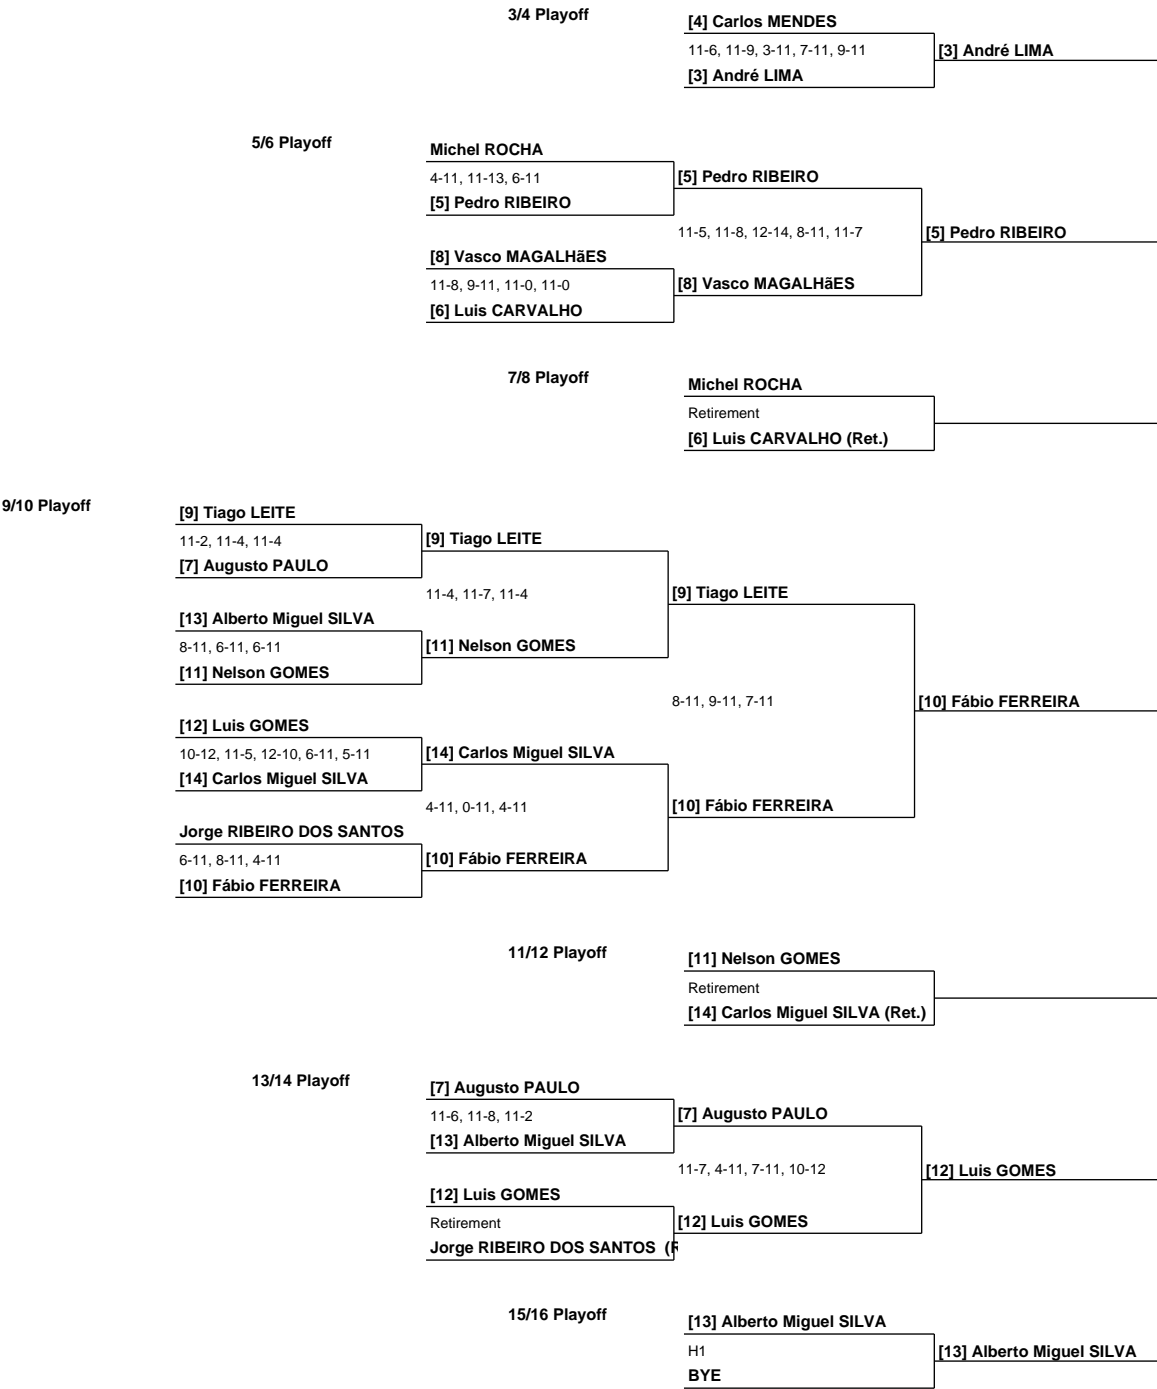 3/4 Playoff
[4] Carlos MENDES
11-6, 11-9, 3-11, 7-11, 9-11
[3] André LIMA
[3] André LIMA
5/6 Playoff
Michel ROCHA
4-11, 11-13, 6-11
[5] Pedro RIBEIRO
[5] Pedro RIBEIRO
11-5, 11-8, 12-14, 8-11, 11-7
[5] Pedro RIBEIRO
[8] Vasco MAGALHãES
11-8, 9-11, 11-0, 11-0
[8] Vasco MAGALHãES
[6] Luis CARVALHO
7/8 Playoff
Michel ROCHA
Retirement
[6] Luis CARVALHO (Ret.)
9/10 Playoff
[9] Tiago LEITE
11-2, 11-4, 11-4
[9] Tiago LEITE
[7] Augusto PAULO
11-4, 11-7, 11-4
[9] Tiago LEITE
[13] Alberto Miguel SILVA
8-11, 6-11, 6-11
[11] Nelson GOMES
[11] Nelson GOMES
8-11, 9-11, 7-11
[10] Fábio FERREIRA
[12] Luis GOMES
10-12, 11-5, 12-10, 6-11, 5-11
[14] Carlos Miguel SILVA
[14] Carlos Miguel SILVA
4-11, 0-11, 4-11
[10] Fábio FERREIRA
Jorge RIBEIRO DOS SANTOS
6-11, 8-11, 4-11
[10] Fábio FERREIRA
[10] Fábio FERREIRA
11/12 Playoff
[11] Nelson GOMES
Retirement
[14] Carlos Miguel SILVA (Ret.)
13/14 Playoff
[7] Augusto PAULO
11-6, 11-8, 11-2
[7] Augusto PAULO
[13] Alberto Miguel SILVA
11-7, 4-11, 7-11, 10-12
[12] Luis GOMES
[12] Luis GOMES
Retirement
[12] Luis GOMES
Jorge RIBEIRO DOS SANTOS
15/16 Playoff
[13] Alberto Miguel SILVA
H1
[13] Alberto Miguel SILVA
BYE